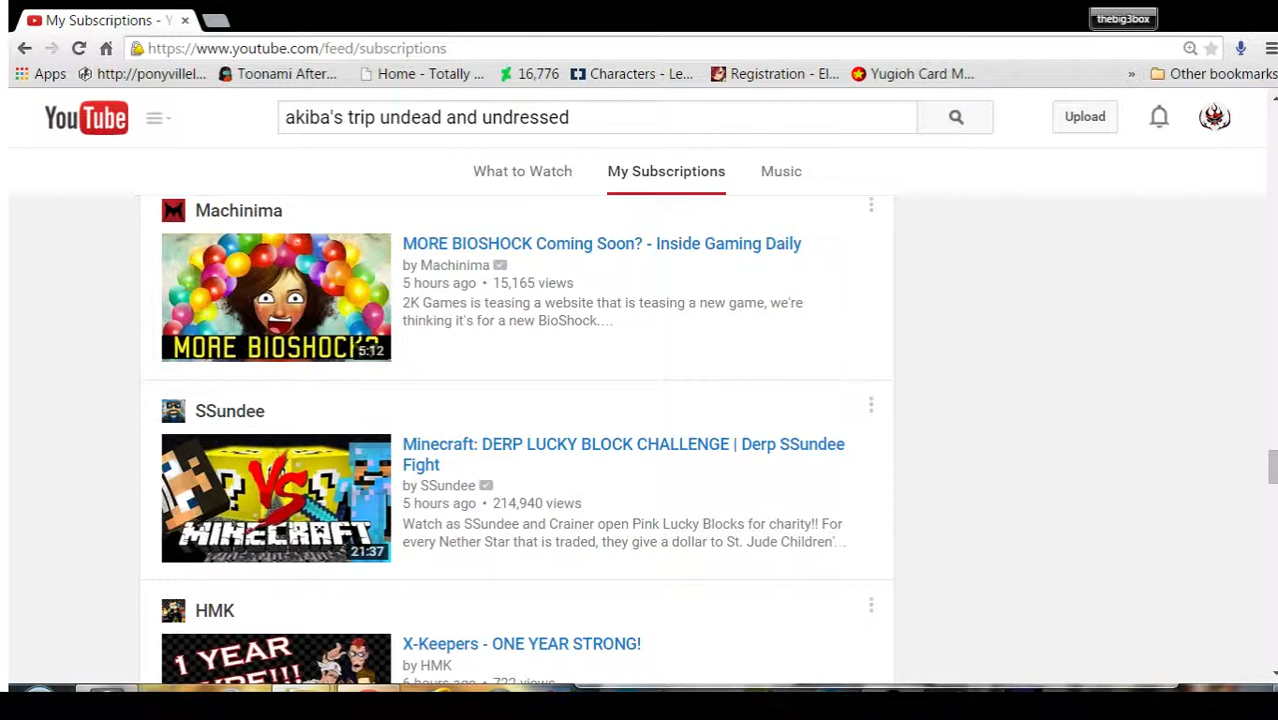 My Subscriptions - Y
thebig3box
https://www.youtube.com/feed/subscriptions
Apps http://ponyvillel... Toonami After... Home - Totally ... 16,776 Characters - Le... Registration - El... Yugioh Card M... » Other bookmarks
YouTube akiba's trip undead and undressed Upload
What to Watch My Subscriptions Music
Machinima
MORE BIOSHOCK Coming Soon? - Inside Gaming Daily
by Machinima
5 hours ago • 15,165 views
2K Games is teasing a website that is teasing a new game, we're
thinking it's for a new BioShock....
MORE BIOSHOCK?
5:12
SSundee
Minecraft: DERP LUCKY BLOCK CHALLENGE | Derp SSundee
Fight
by SSundee
5 hours ago • 214,940 views
Watch as SSundee and Crainer open Pink Lucky Blocks for charity!! For
every Nether Star that is traded, they give a dollar to St. Jude Children'...
VS
MINECRAFT
21:37
HMK
X-Keepers - ONE YEAR STRONG!
by HMK
6 hours ago • 722 views
1 YEAR